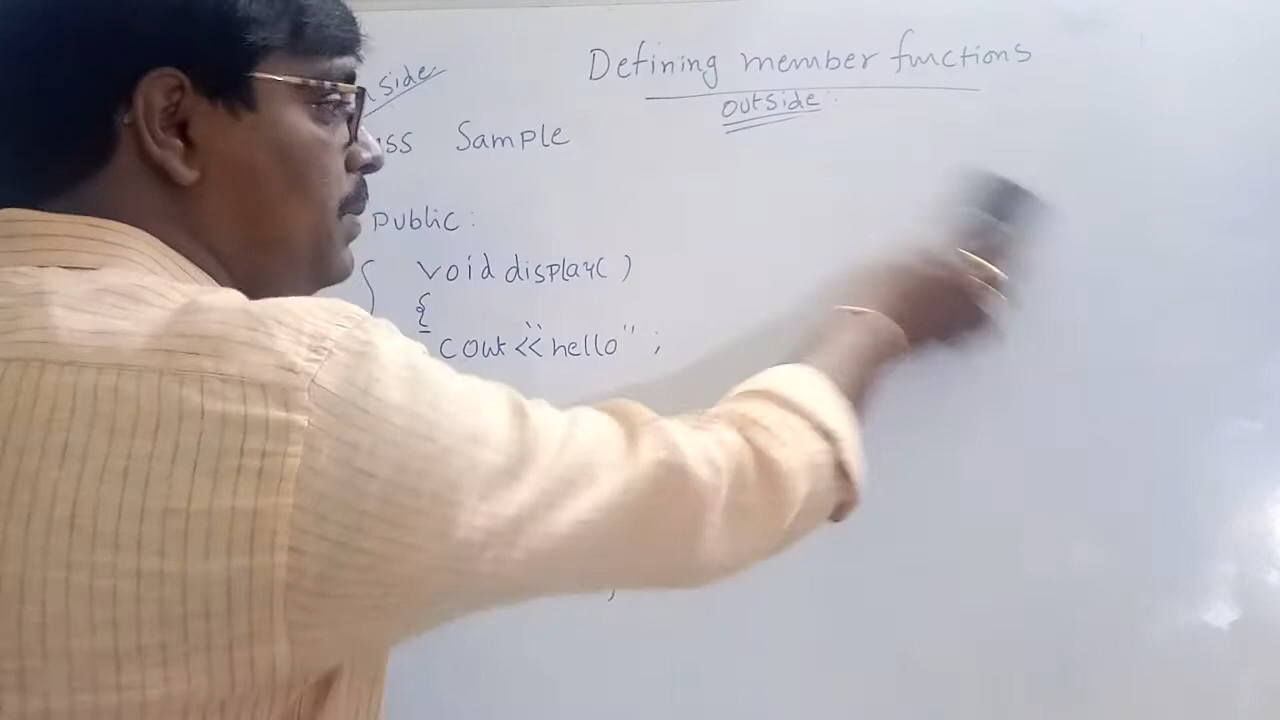 Defining member functions
outside:
side
Sample
public:
void display()
{
cout<<"hello";